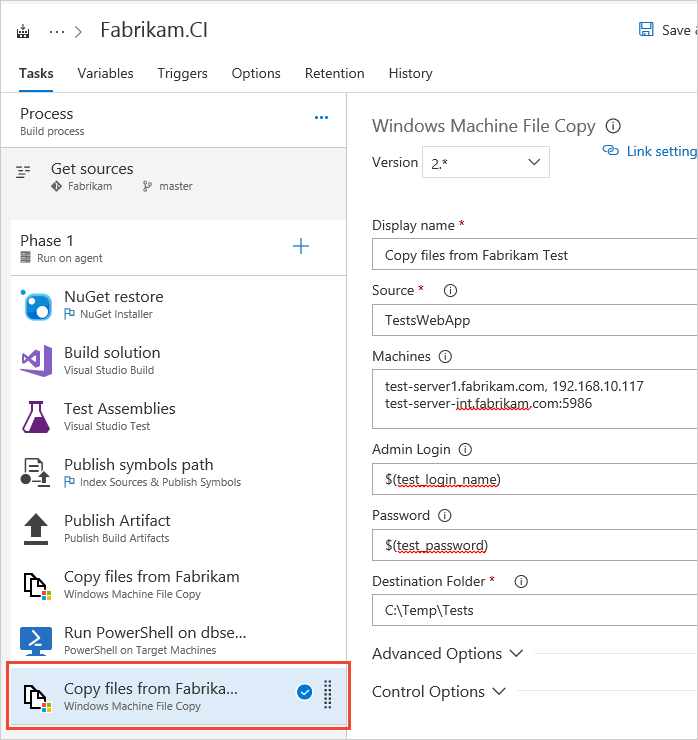 ... > Fabrikam.CI
Save &
Tasks Variables Triggers Options Retention History
Process
Build process
...
Get sources
Fabrikam master
Phase 1
Run on agent
NuGet restore
NuGet Installer
Build solution
Visual Studio Build
Test Assemblies
Visual Studio Test
Publish symbols path
Index Sources & Publish Symbols
Publish Artifact
Publish Build Artifacts
Copy files from Fabrikam
Windows Machine File Copy
Run PowerShell on dbse...
PowerShell on Target Machines
Copy files from Fabrika...
Windows Machine File Copy
Windows Machine File Copy
Link setting
Version 2.*
Display name *
Copy files from Fabrikam Test
Source *
TestsWebApp
Machines
test-server1.fabrikam.com, 192.168.10.117
test-server-int.fabrikam.com:5986
Admin Login
$(test_login_name)
Password
$(test_password)
Destination Folder *
C:\Temp\Tests
Advanced Options
Control Options